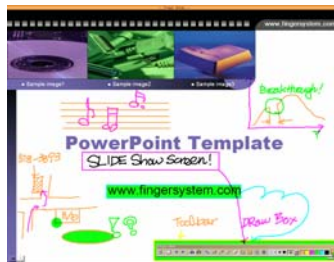 www.fingersystem.com
Sample image1
Sample image2
Sample image3
Breakthrough!
PowerPoint Template
SLIDE Show Screen!
www.fingersystem.com
Toolbar
DRaw Box